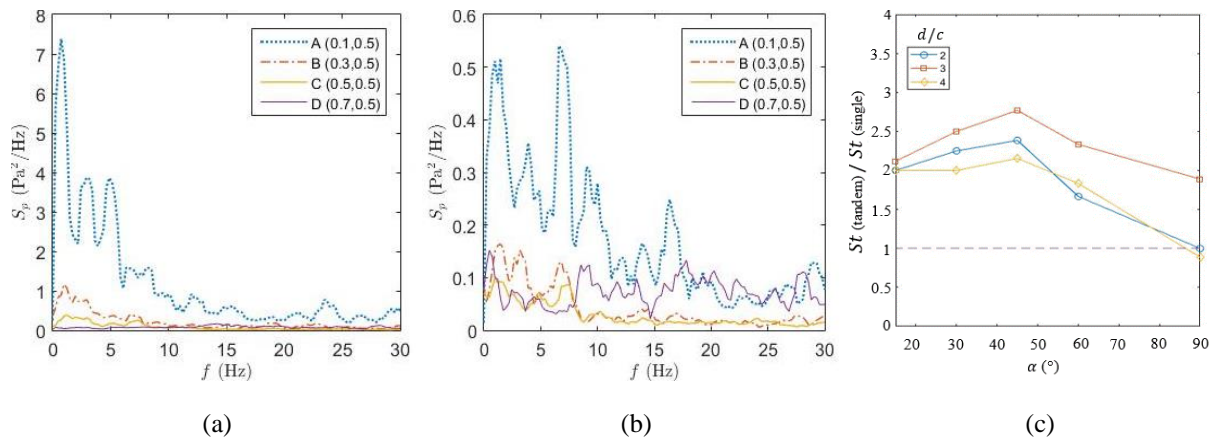 8
7
6
5
4
3
2
1
0
S_p (Pa²/Hz)
0 5 10 15 20 25 30
f (Hz)
A (0.1,0.5)
B (0.3,0.5)
C (0.5,0.5)
D (0.7,0.5)
(a)
0.6
0.5
0.4
0.3
0.2
0.1
0
S_p (Pa²/Hz)
0 5 10 15 20 25 30
f (Hz)
A (0.1,0.5)
B (0.3,0.5)
C (0.5,0.5)
D (0.7,0.5)
(b)
4
3.5
3
2.5
2
1.5
1
0.5
0
St (tandem) / St (single)
d/c
2
3
4
20 30 40 50 60 70 80 90
α (°)
(c)